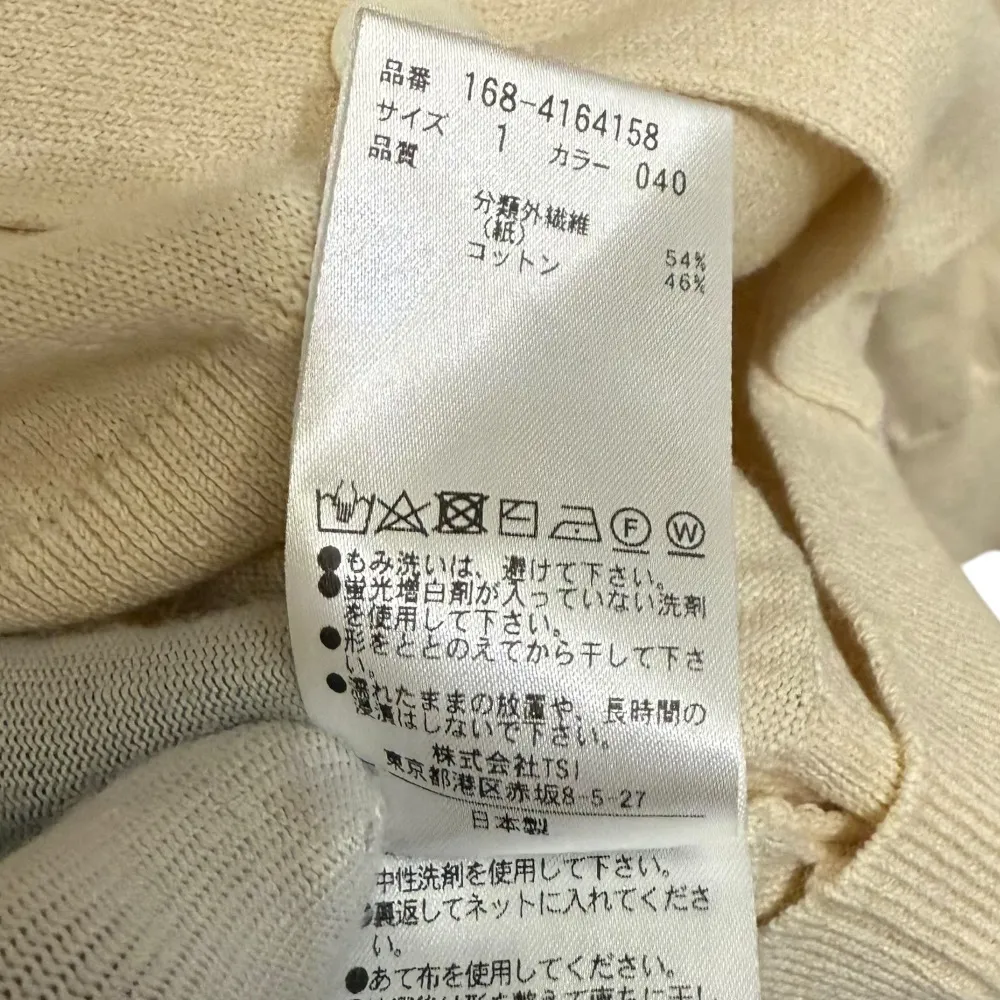 品番 168-4164158
サイズ 1 カラー 040
品質
分類外繊維
(紙) 54%
コットン 46%
F W
●もみ洗いは、避けて下さい。
●蛍光増白剤が入っていない洗剤
を使用して下さい。
●形をととのえてから干して下さ
い。
●濡れたままの放置や、長時間の
浸漬はしないで下さい。
株式会社TSI
東京都港区赤坂8-5-27
日本製
中性洗剤を使用して下さい。
裏返してネットに入れてくださ
い。
●あて布を使用してください。